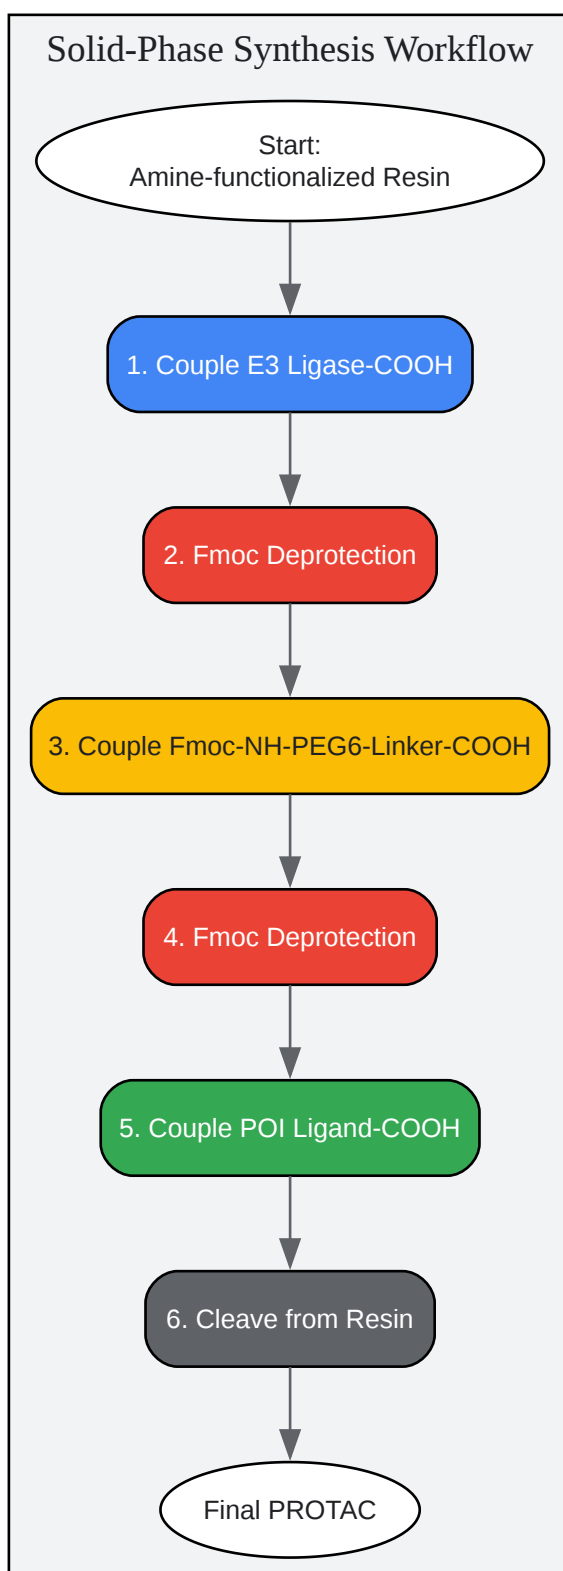 Solid-Phase Synthesis Workflow
Start:
Amine-functionalized Resin
1. Couple E3 Ligase-COOH
2. Fmoc Deprotection
3. Couple Fmoc-NH-PEG6-Linker-COOH
4. Fmoc Deprotection
5. Couple POI Ligand-COOH
6. Cleave from Resin
Final PROTAC